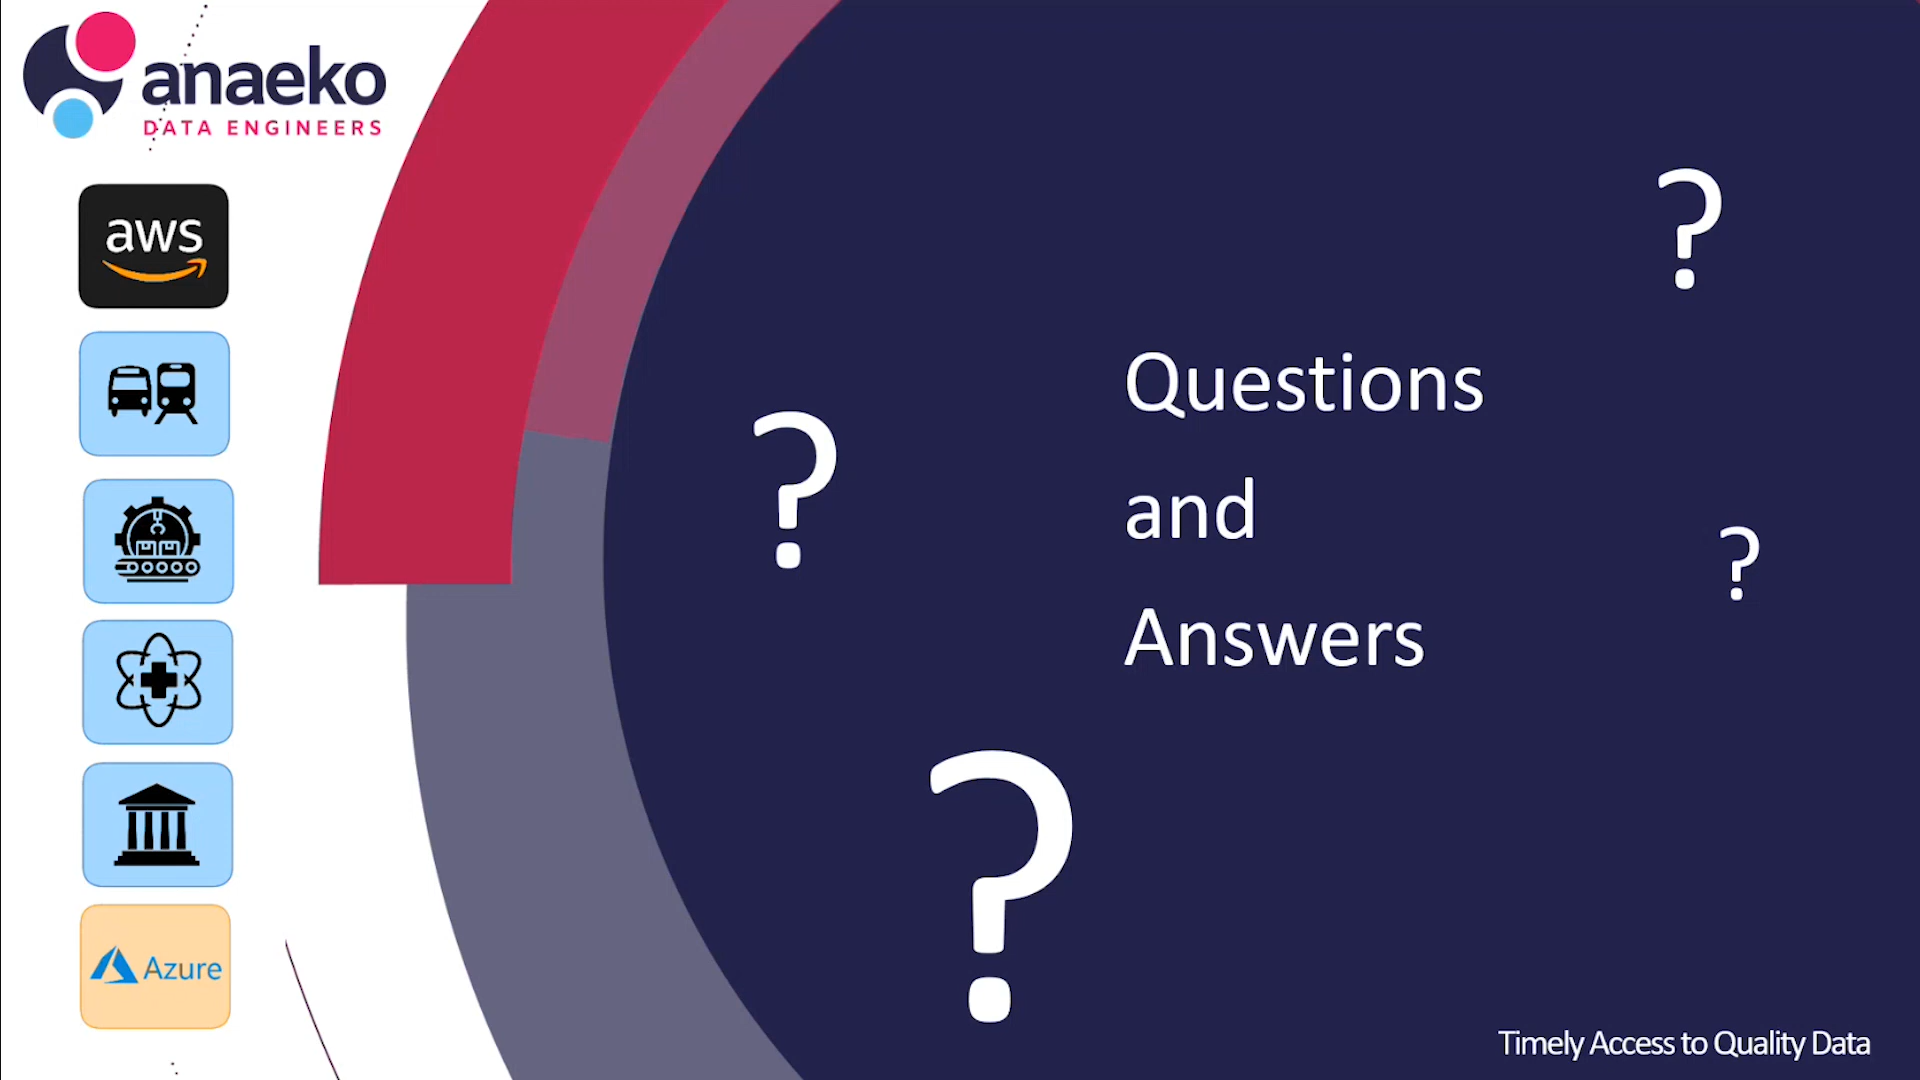 anaeko
DATA ENGINEERS
aws
Azure
?
?
?
?
Questions
and
Answers
Timely Access to Quality Data